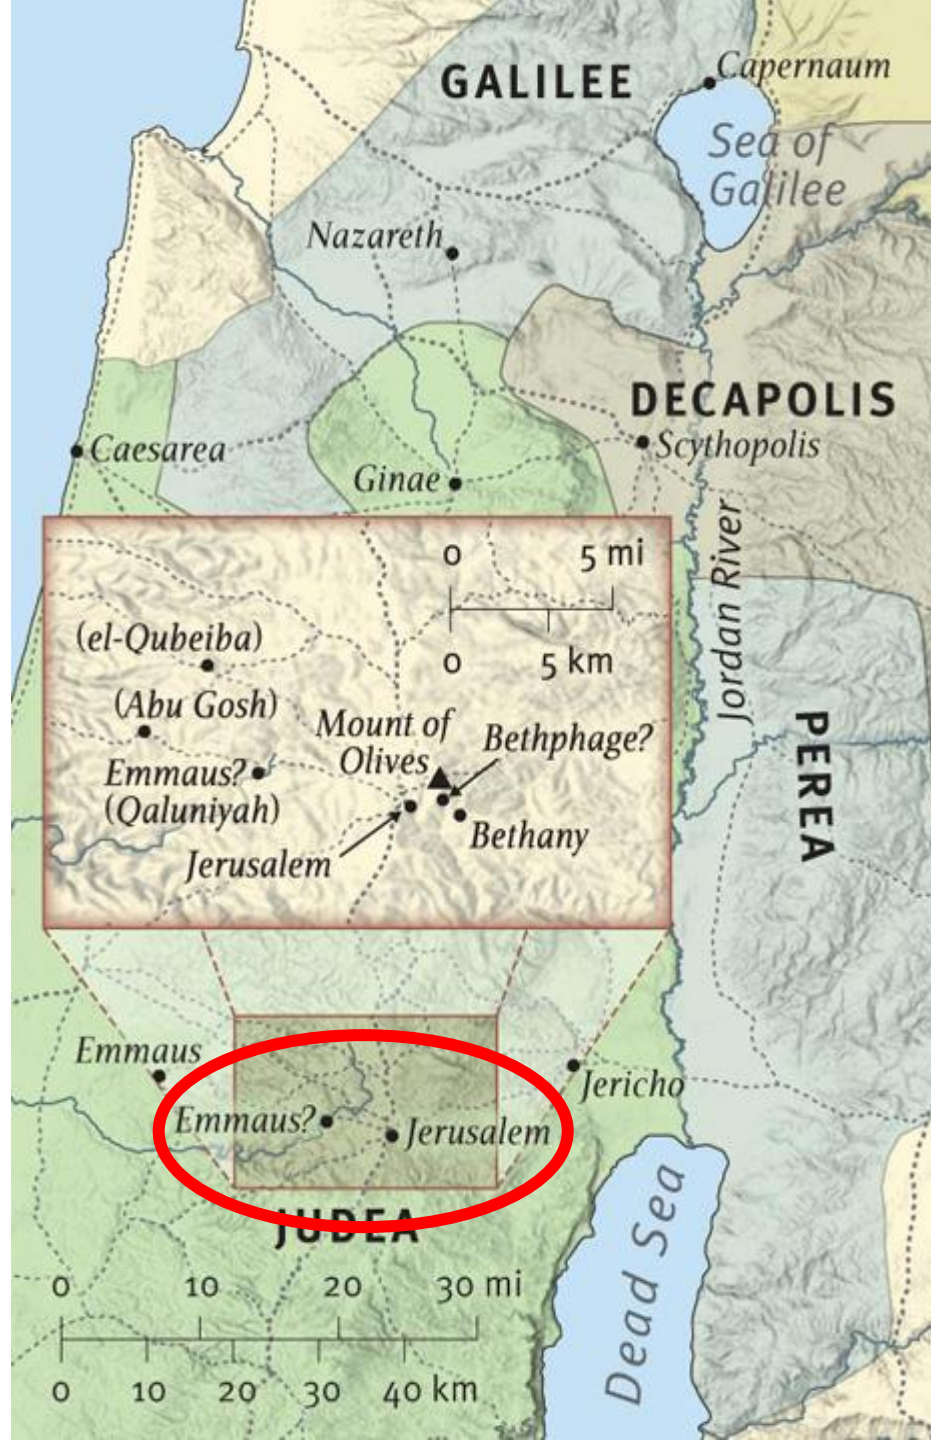 GALILEE
Capernaum
Sea of
Galilee
Nazareth
DECAPOLIS
Scythopolis
Caesarea
Ginae
Jordan River
0 5 mi
0 5 km
(el-Qubeiba)
(Abu Gosh)
Mount of
Olives
Bethphage?
Emmaus?
(Qaluniyah)
Jerusalem
Bethany
PEREA
Emmaus
Jericho
Emmaus?
Jerusalem
JUDEA
Dead Sea
0 10 20 30 mi
0 10 20 30 40 km